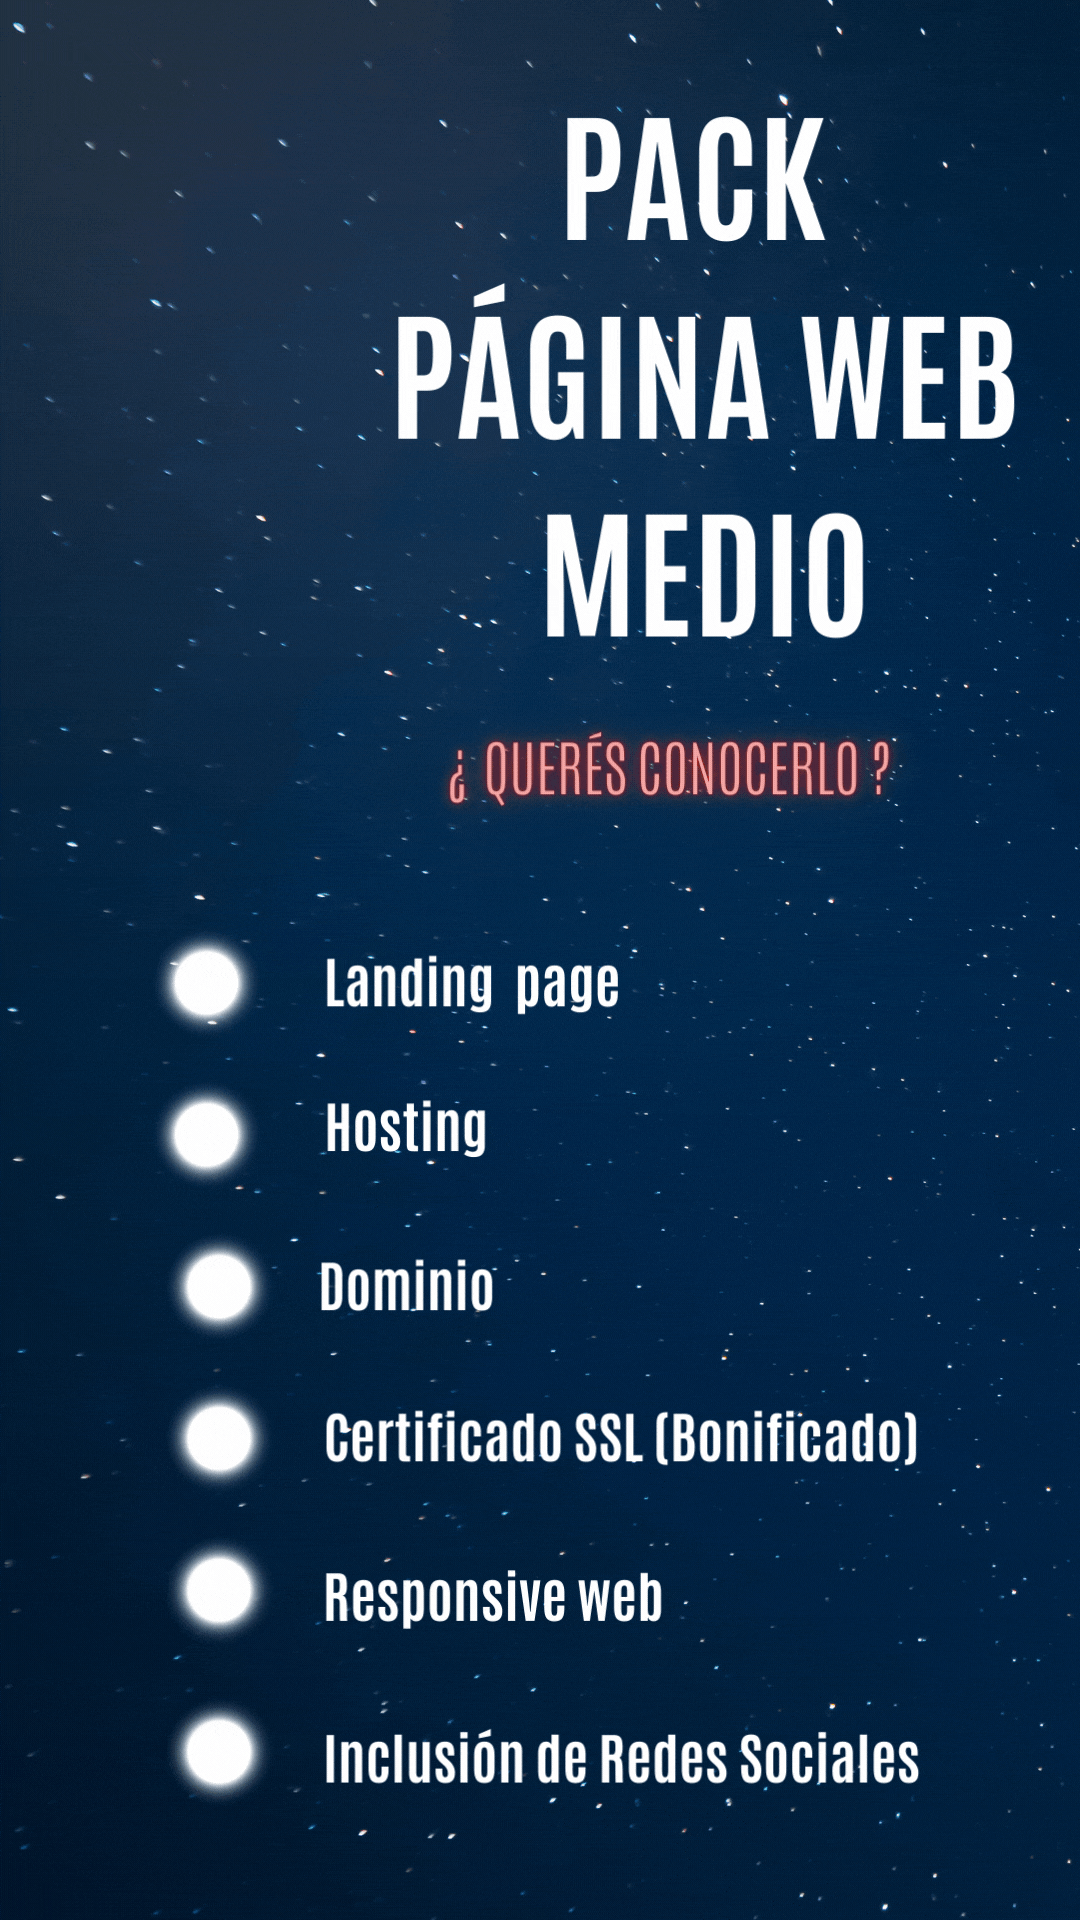 PACK
PÁGINA WEB
MEDIO
¿ QUERÉS CONOCERLO ?
Landing page
Hosting
Dominio
Certificado SSL (Bonificado)
Responsive web
Inclusión de Redes Sociales